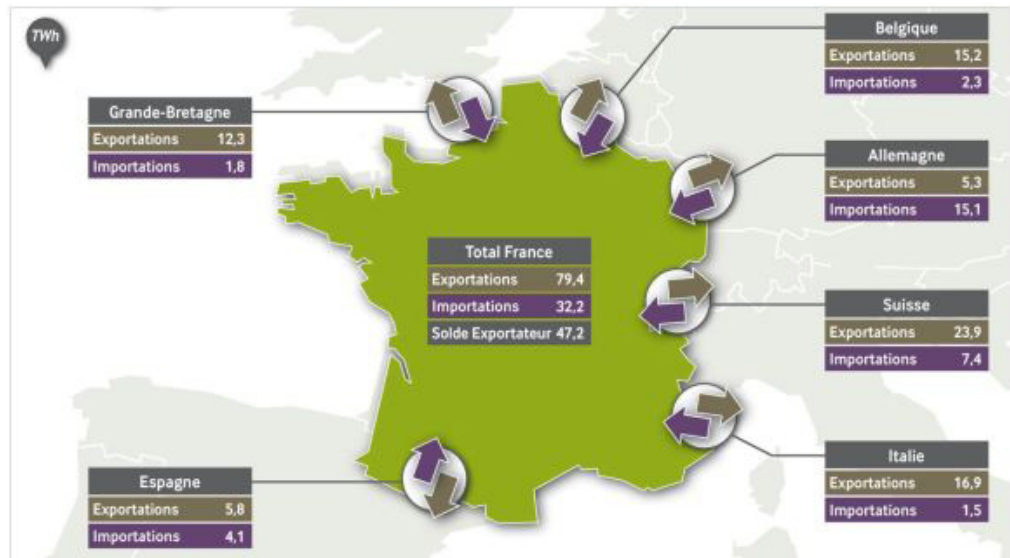 TWh
Belgique
Exportations 15,2
Importations 2,3
Grande-Bretagne
Exportations 12,3
Importations 1,8
Allemagne
Exportations 5,3
Importations 15,1
Total France
Exportations 79,4
Importations 32,2
Solde Exportateur 47,2
Suisse
Exportations 23,9
Importations 7,4
Italie
Exportations 16,9
Importations 1,5
Espagne
Exportations 5,8
Importations 4,1